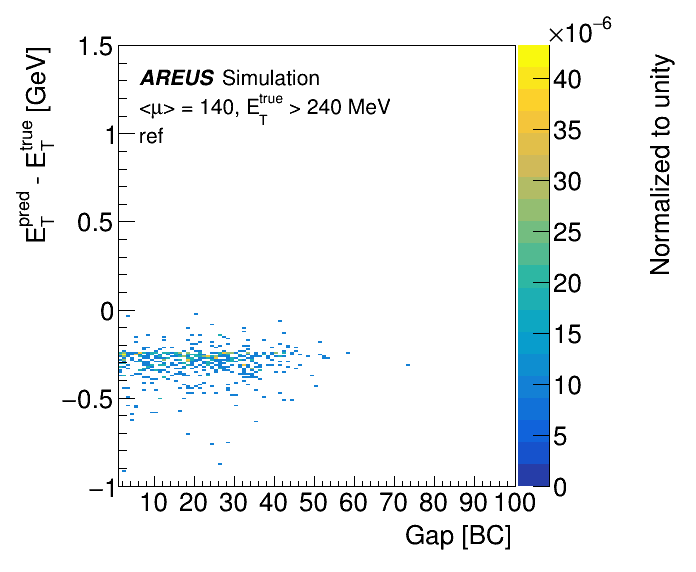 ×10⁻⁶
AREUS Simulation
<μ> = 140, E_T^true > 240 MeV
ref
E_T^pred - E_T^true [GeV]
1.5
1
0.5
0
−0.5
−1
10 20 30 40 50 60 70 80 90 100
Gap [BC]
40
35
30
25
20
15
10
5
0
Normalized to unity